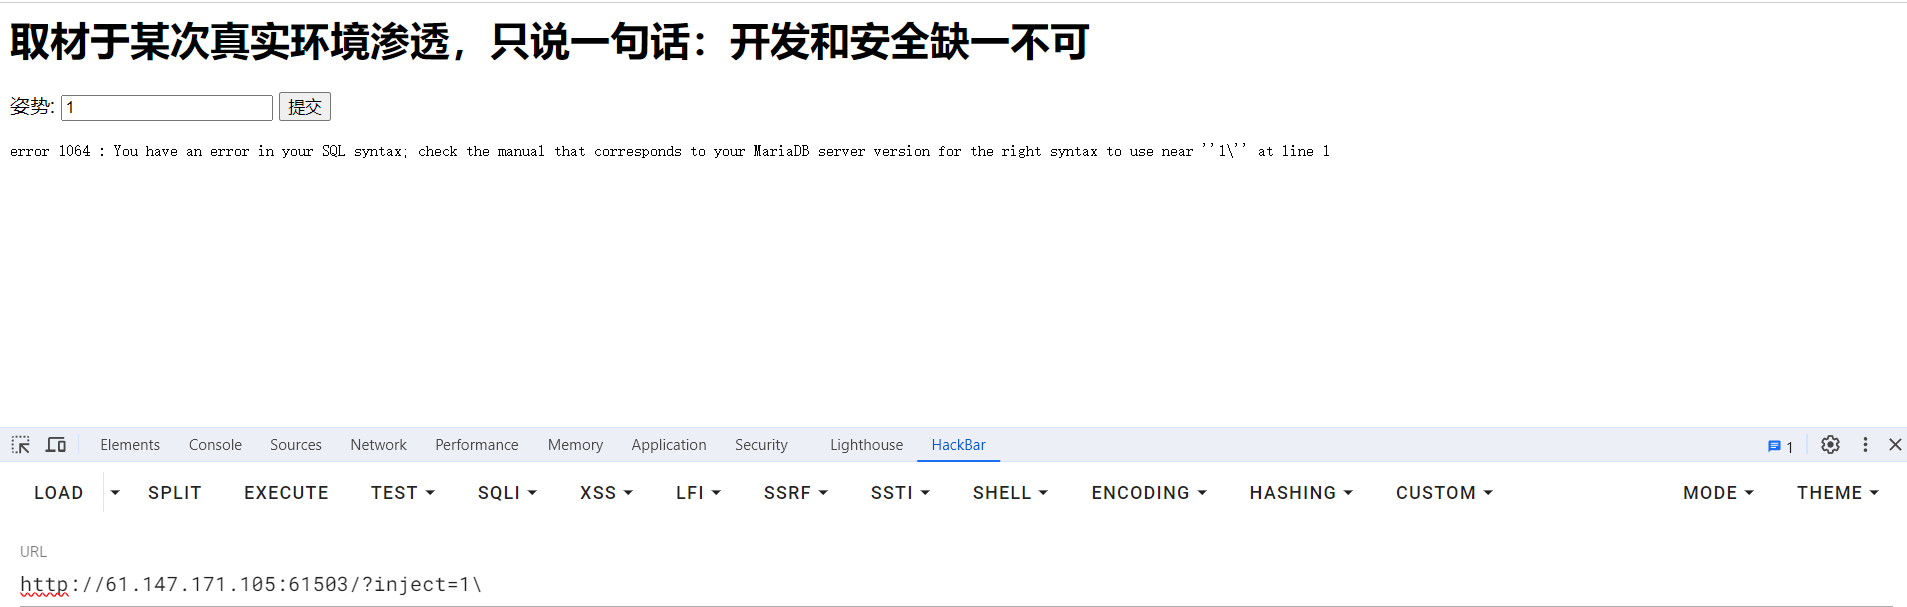 取材于某次真实环境渗透，只说一句话：开发和安全缺一不可
姿势: 1 提交
error 1064 : You have an error in your SQL syntax; check the manual that corresponds to your MariaDB server version for the right syntax to use near ''1\'' at line 1
Elements Console Sources Network Performance Memory Application Security Lighthouse HackBar 1
LOAD SPLIT EXECUTE TEST SQLI XSS LFI SSRF SSTI SHELL ENCODING HASHING CUSTOM MODE THEME
URL
http://61.147.171.105:61503/?inject=1\